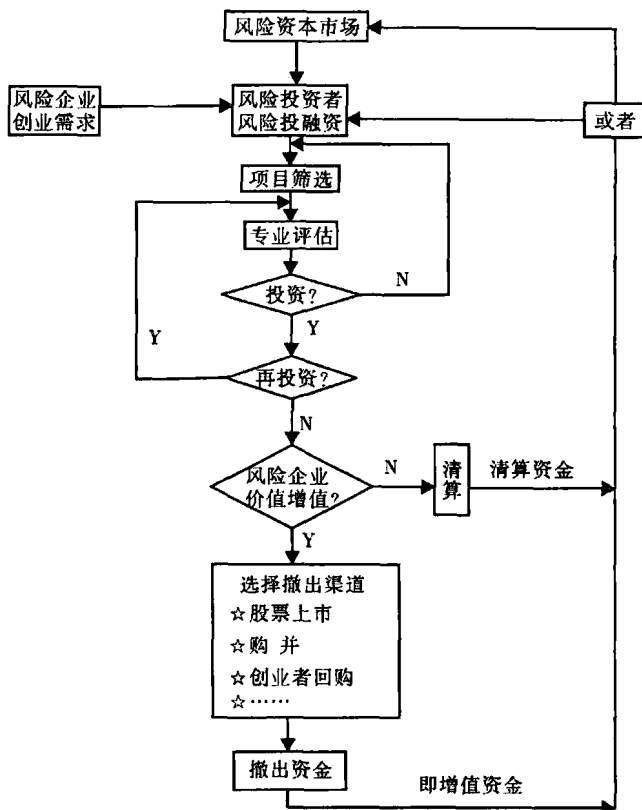 风险资本市场
风险企业
创业需求
风险投资者
风险投融资
或者
项目筛选
专业评估
投资?
N
Y
Y
再投资?
N
风险企业
价值增值?
N
清算
清算资金
Y
选择撤出渠道
☆股票上市
☆购 并
☆创业者回购
☆……
撤出资金
即增值资金